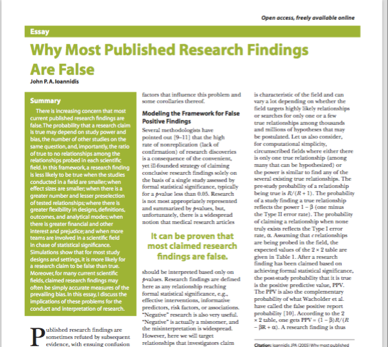 Open access, freely available online
Essay
Why Most Published Research Findings
Are False
John P. A. Ioannidis
Summary
There is increasing concern that most
current published research findings are
false. The probability that a research claim
is true may depend on study power and
bias, the number of other studies on the
same question, and, importantly, the ratio
of true to no relationships among the
relationships probed in each scientific
field. In this framework, a research finding
is less likely to be true when the studies
conducted in a field are smaller; when
effect sizes are smaller; when there is a
greater number and lesser preselection
of tested relationships; where there is
greater flexibility in designs, definitions,
outcomes, and analytical modes; when
there is greater financial and other
interest and prejudice; and when more
teams are involved in a scientific field
in chase of statistical significance.
Simulations show that for most study
designs and settings, it is more likely for
a research claim to be false than true.
Moreover, for many current scientific
fields, claimed research findings may
often be simply accurate measures of the
prevailing bias. In this essay, I discuss the
implications of these problems for the
conduct and interpretation of research.
Published research findings are
sometimes refuted by subsequent
evidence, with ensuing confusion
factors that influence this problem and
some corollaries thereof.
Modeling the Framework for False
Positive Findings
Several methodologists have
pointed out [9–11] that the high
rate of nonreplication (lack of
confirmation) of research discoveries
is a consequence of the convenient,
yet ill-founded strategy of claiming
conclusive research findings solely on
the basis of a single study assessed by
formal statistical significance, typically
for a p-value less than 0.05. Research
is not most appropriately represented
and summarized by p-values, but,
unfortunately, there is a widespread
notion that medical research articles
It can be proven that
most claimed research
findings are false.
should be interpreted based only on
p-values. Research findings are defined
here as any relationship reaching
formal statistical significance, e.g.,
effective interventions, informative
predictors, risk factors, or associations.
“Negative” research is also very useful.
“Negative” is actually a misnomer, and
the misinterpretation is widespread.
However, here we will target
relationships that investigators claim
is characteristic of the field and can
vary a lot depending on whether the
field targets highly likely relationships
or searches for only one or a few
true relationships among thousands
and millions of hypotheses that may
be postulated. Let us also consider,
for computational simplicity,
circumscribed fields where either there
is only one true relationship (among
many that can be hypothesized) or
the power is similar to find any of the
several existing true relationships. The
pre-study probability of a relationship
being true is R/(R + 1). The probability
of a study finding a true relationship
reflects the power 1 − β (one minus
the Type II error rate). The probability
of claiming a relationship when none
truly exists reflects the Type I error
rate, α. Assuming that c relationships
are being probed in the field, the
expected values of the 2 × 2 table are
given in Table 1. After a research
finding has been claimed based on
achieving formal statistical significance,
the post-study probability that it is true
is the positive predictive value, PPV.
The PPV is also the complementary
probability of what Wacholder et al.
have called the false positive report
probability [10]. According to the 2
× 2 table, one gets PPV = (1 − β)R/(R
− βR + α). A research finding is thus
Citation: Ioannidis JPA (2005) Why most published